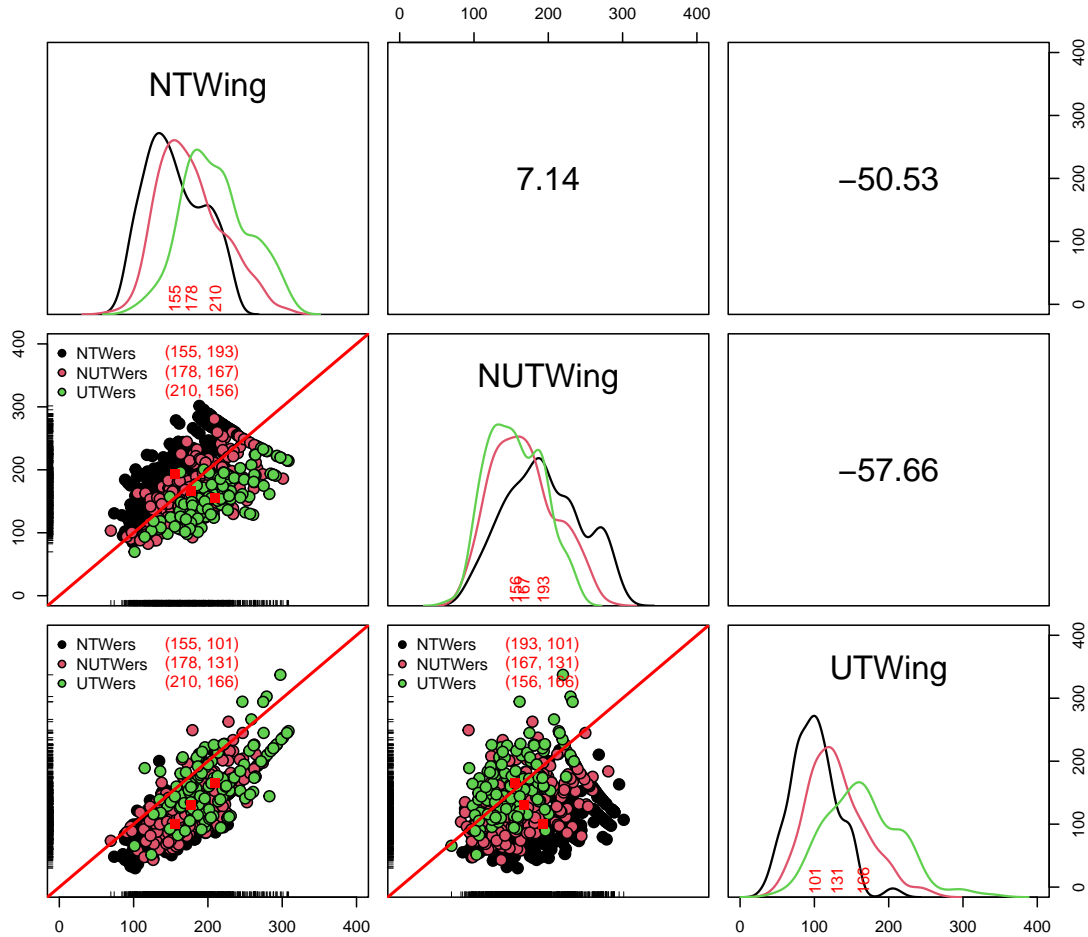 0 100 200 300 400
NTWing
155 178 210
7.14
−50.53
400 300 200 100 0
NTWers (155, 193)
NUTWers (178, 167)
UTWers (210, 156)
400 300 200 100 0
NUTWing
156 167 193
−57.66
NTWers (155, 101)
NUTWers (178, 131)
UTWers (210, 166)
NTWers (193, 101)
NUTWers (167, 131)
UTWers (156, 166)
UTWing
101 131 166
400 300 200 100 0
0 100 200 300 400
0 100 200 300 400